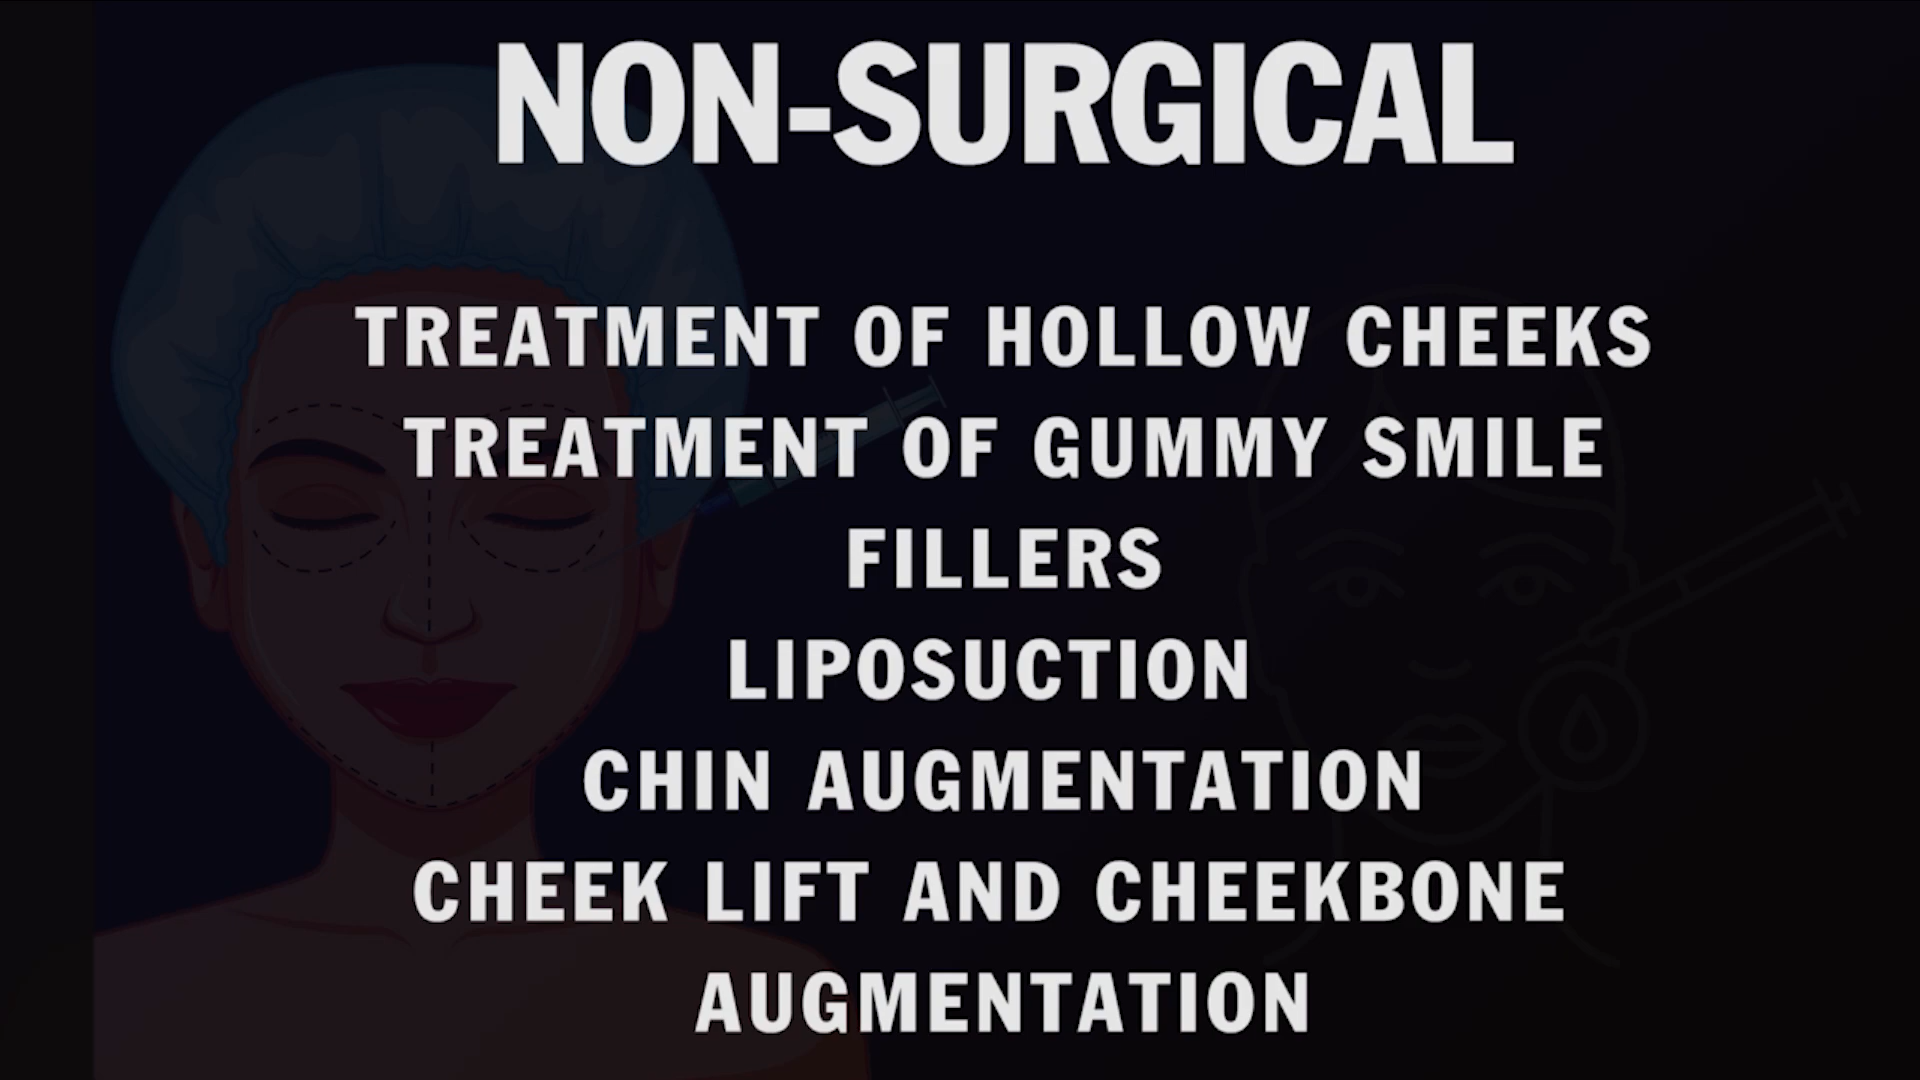 NON-SURGICAL
TREATMENT OF HOLLOW CHEEKS
TREATMENT OF GUMMY SMILE
FILLERS
LIPOSUCTION
CHIN AUGMENTATION
CHEEK LIFT AND CHEEKBONE
AUGMENTATION